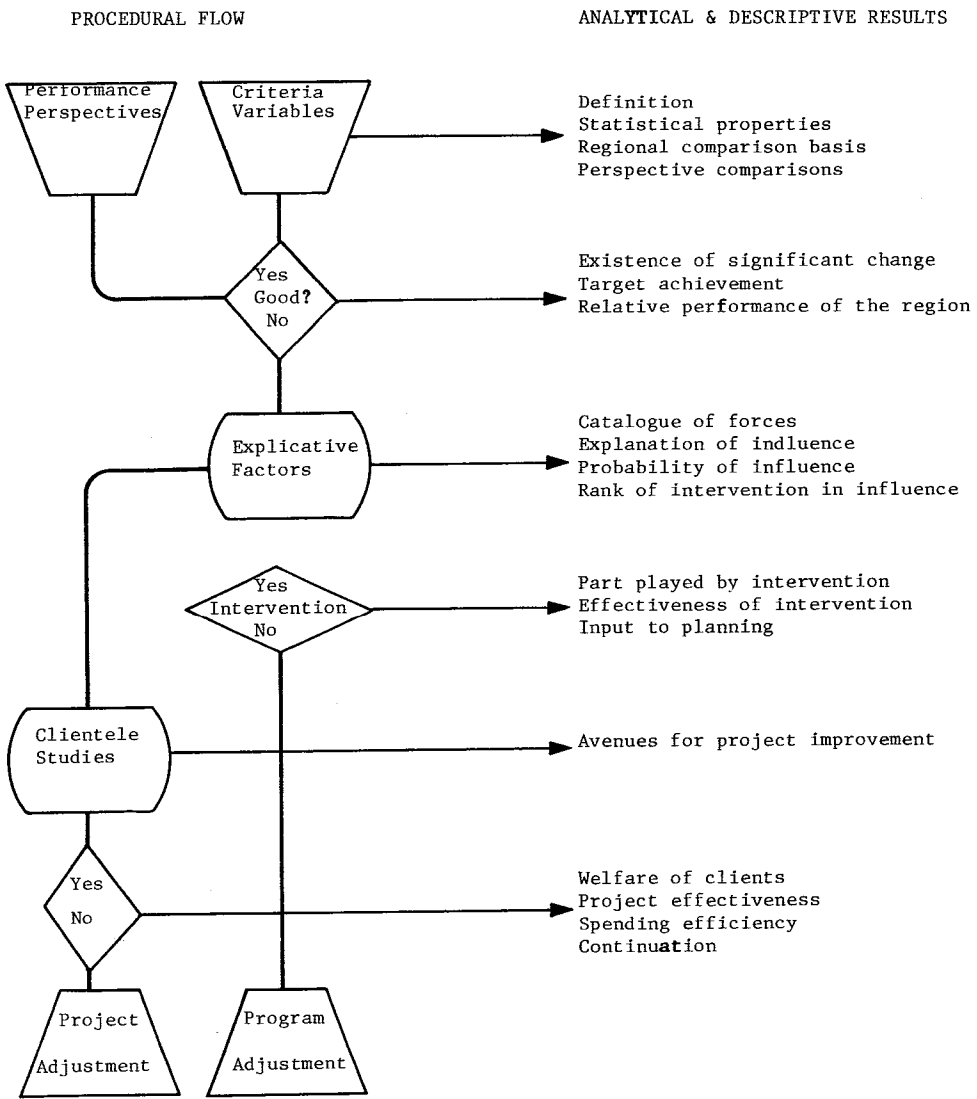 PROCEDURAL FLOW
ANALYTICAL & DESCRIPTIVE RESULTS
Performance
Perspectives
Criteria
Variables
Definition
Statistical properties
Regional comparison basis
Perspective comparisons
Yes
Good?
No
Existence of significant change
Target achievement
Relative performance of the region
Explicative
Factors
Catalogue of forces
Explanation of indluence
Probability of influence
Rank of intervention in influence
Yes
Intervention
No
Part played by intervention
Effectiveness of intervention
Input to planning
Clientele
Studies
Avenues for project improvement
Yes
No
Welfare of clients
Project effectiveness
Spending efficiency
Continuation
Project
Adjustment
Program
Adjustment